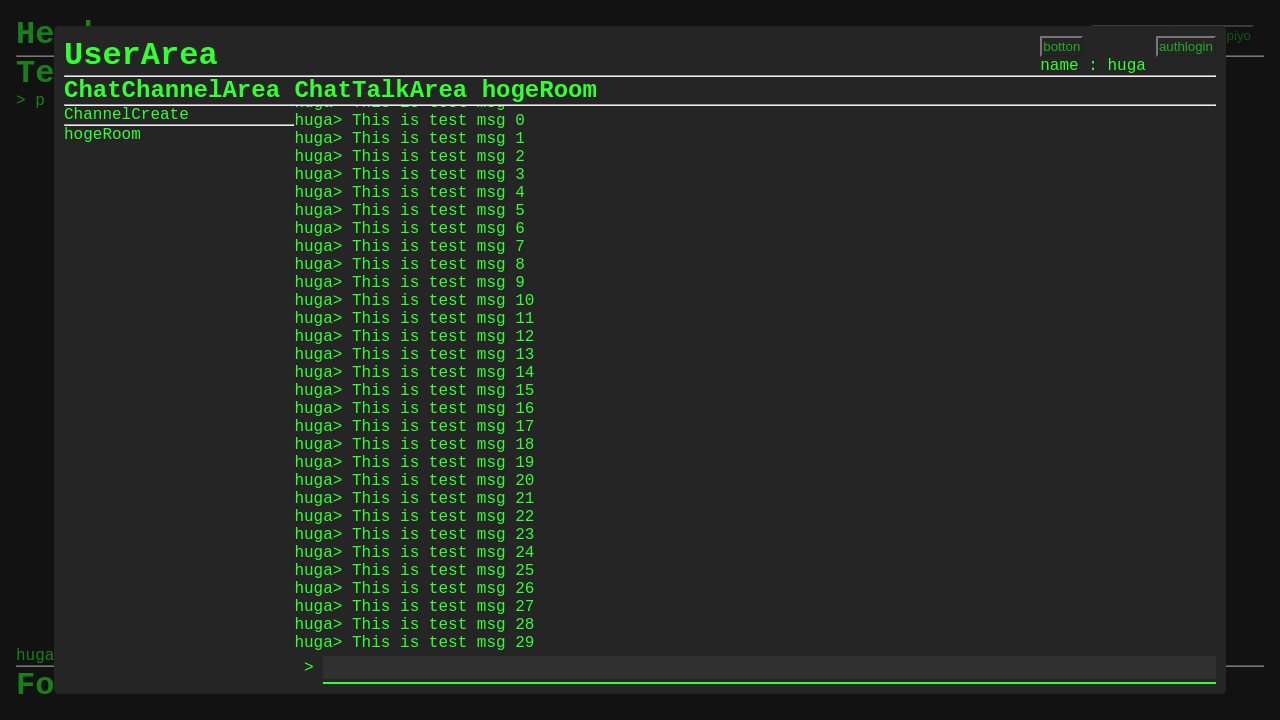 UserArea
botton
authlogin
piyo
name : huga
ChatChannelArea
ChatTalkArea hogeRoom
ChannelCreate
hogeRoom
huga> This is test msg
huga> This is test msg 0
huga> This is test msg 1
huga> This is test msg 2
huga> This is test msg 3
huga> This is test msg 4
huga> This is test msg 5
huga> This is test msg 6
huga> This is test msg 7
huga> This is test msg 8
huga> This is test msg 9
huga> This is test msg 10
huga> This is test msg 11
huga> This is test msg 12
huga> This is test msg 13
huga> This is test msg 14
huga> This is test msg 15
huga> This is test msg 16
huga> This is test msg 17
huga> This is test msg 18
huga> This is test msg 19
huga> This is test msg 20
huga> This is test msg 21
huga> This is test msg 22
huga> This is test msg 23
huga> This is test msg 24
huga> This is test msg 25
huga> This is test msg 26
huga> This is test msg 27
huga> This is test msg 28
huga> This is test msg 29
>
He
Te
> p
huga
Fo